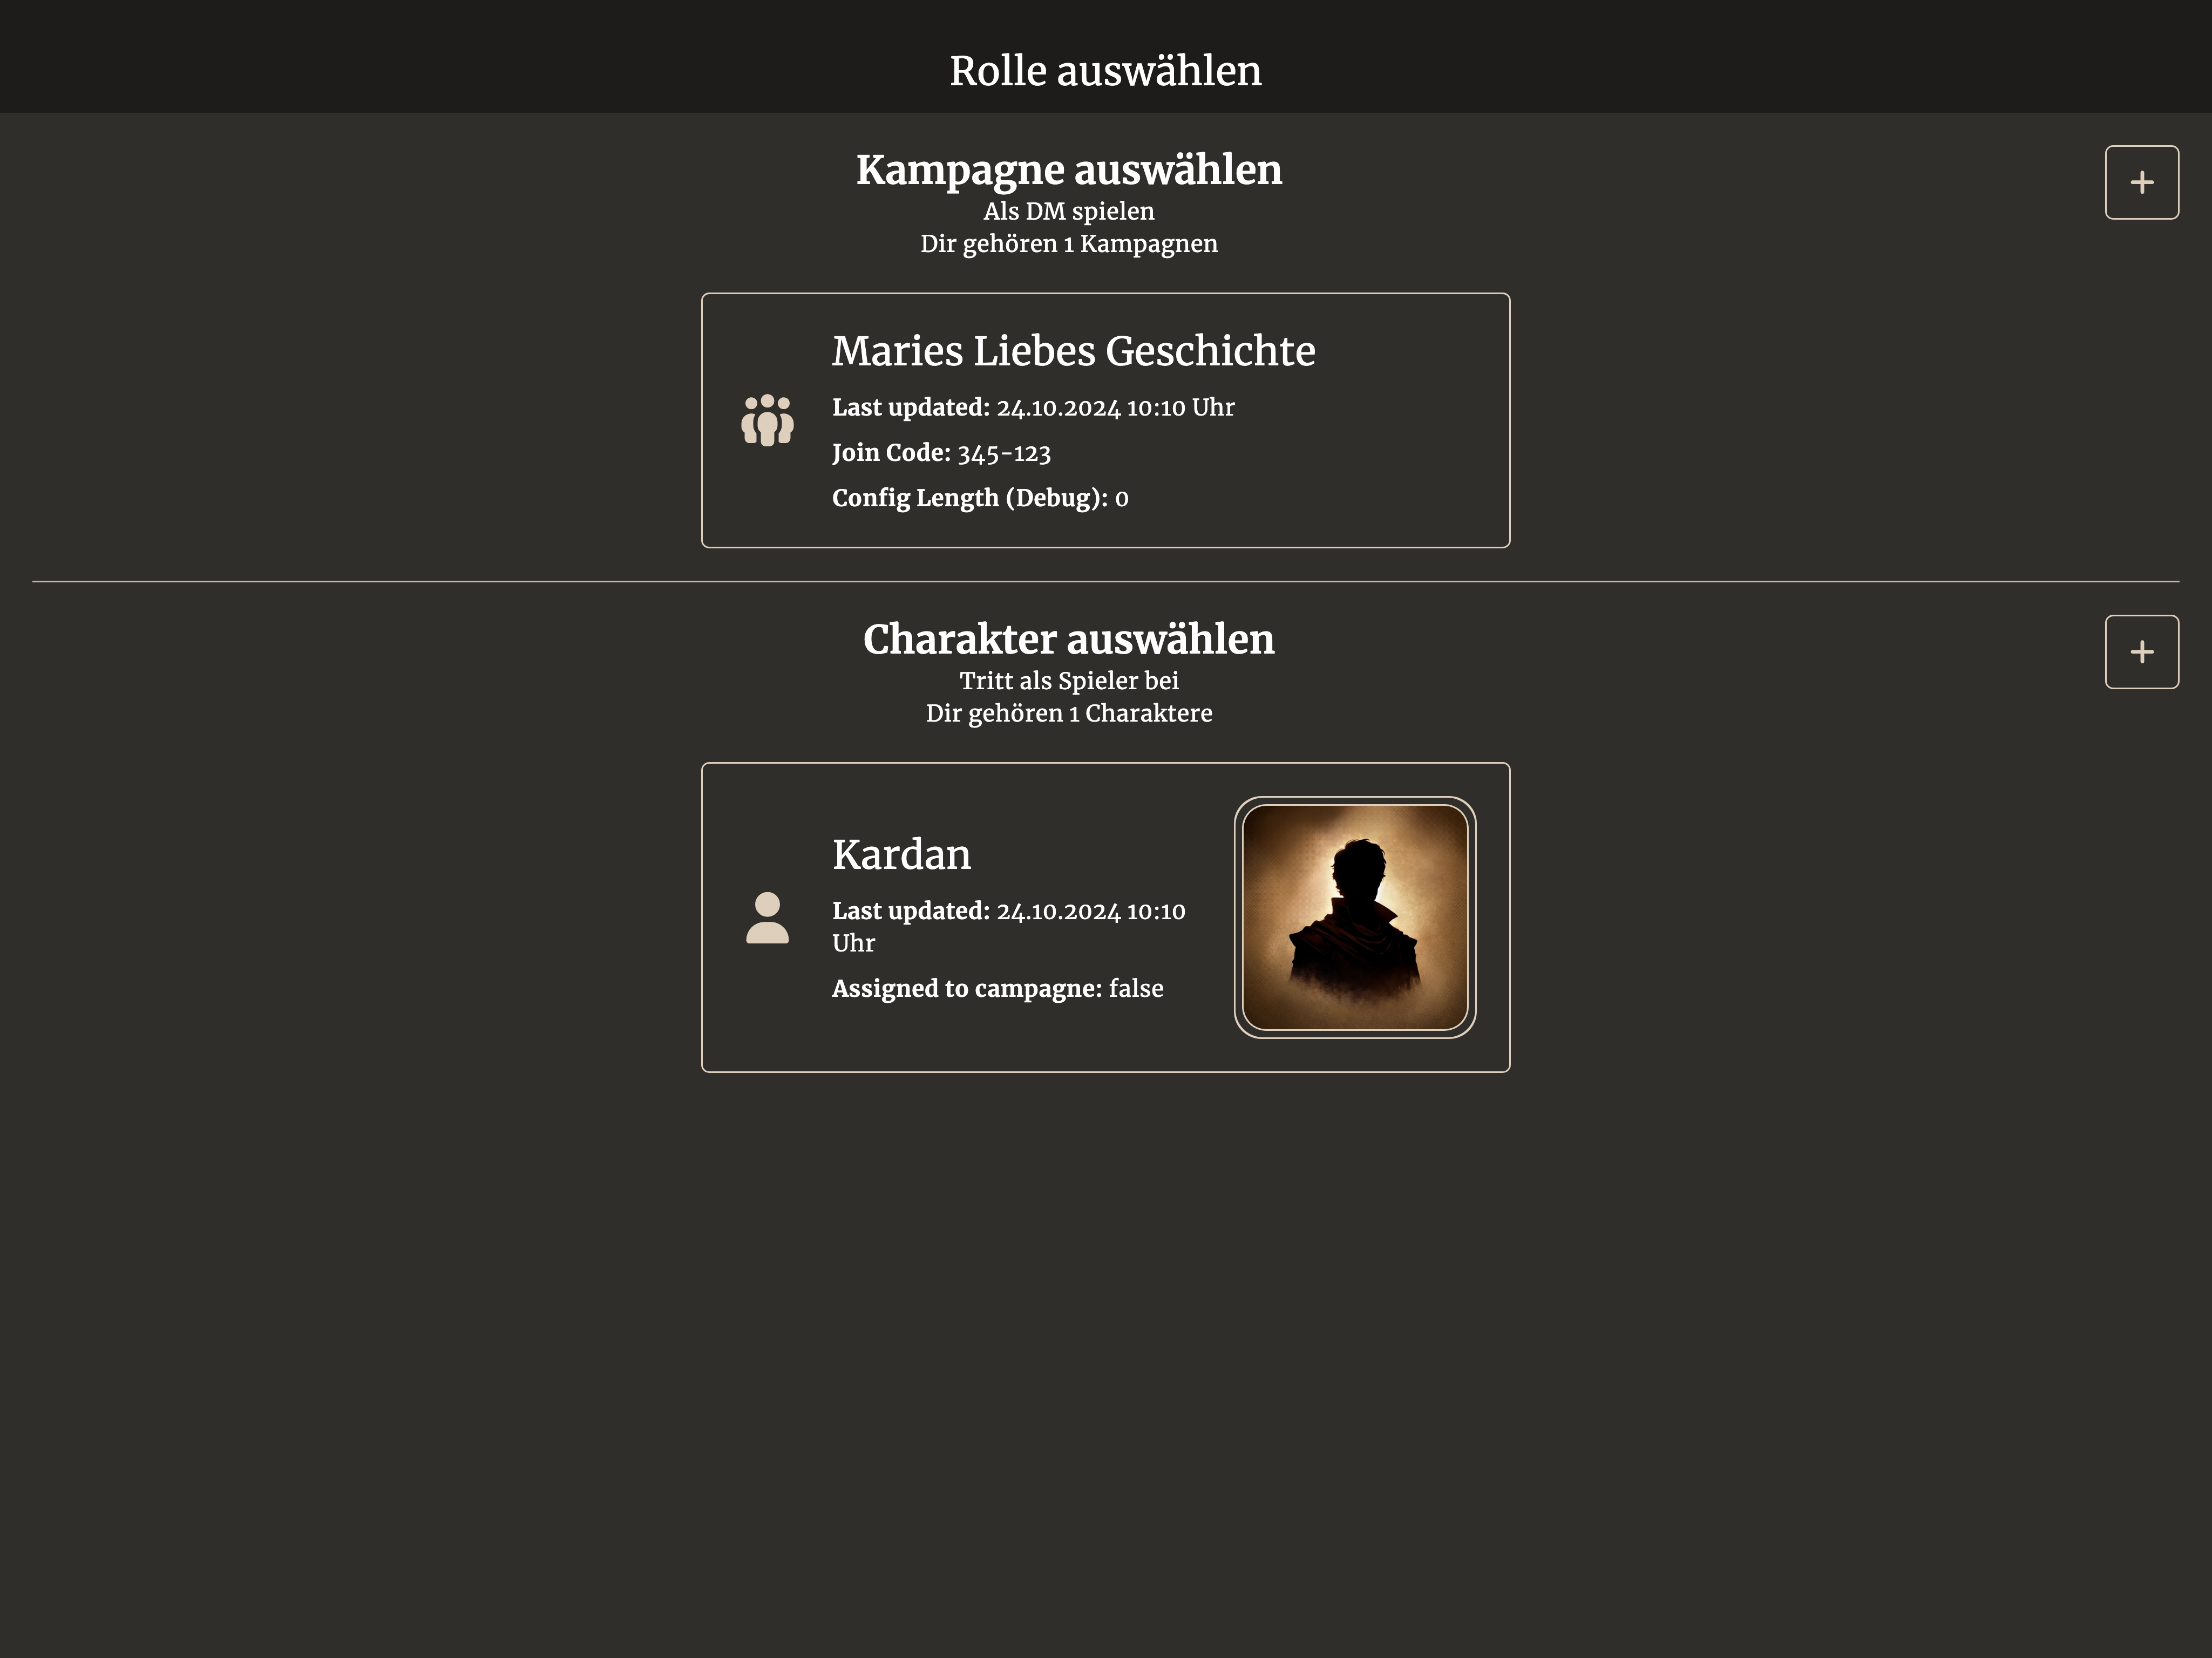 Rolle auswählen
Kampagne auswählen
Als DM spielen
Dir gehören 1 Kampagnen
Maries Liebes Geschichte
Last updated: 24.10.2024 10:10 Uhr
Join Code: 345-123
Config Length (Debug): 0
Charakter auswählen
Tritt als Spieler bei
Dir gehören 1 Charaktere
Kardan
Last updated: 24.10.2024 10:10
Uhr
Assigned to campagne: false